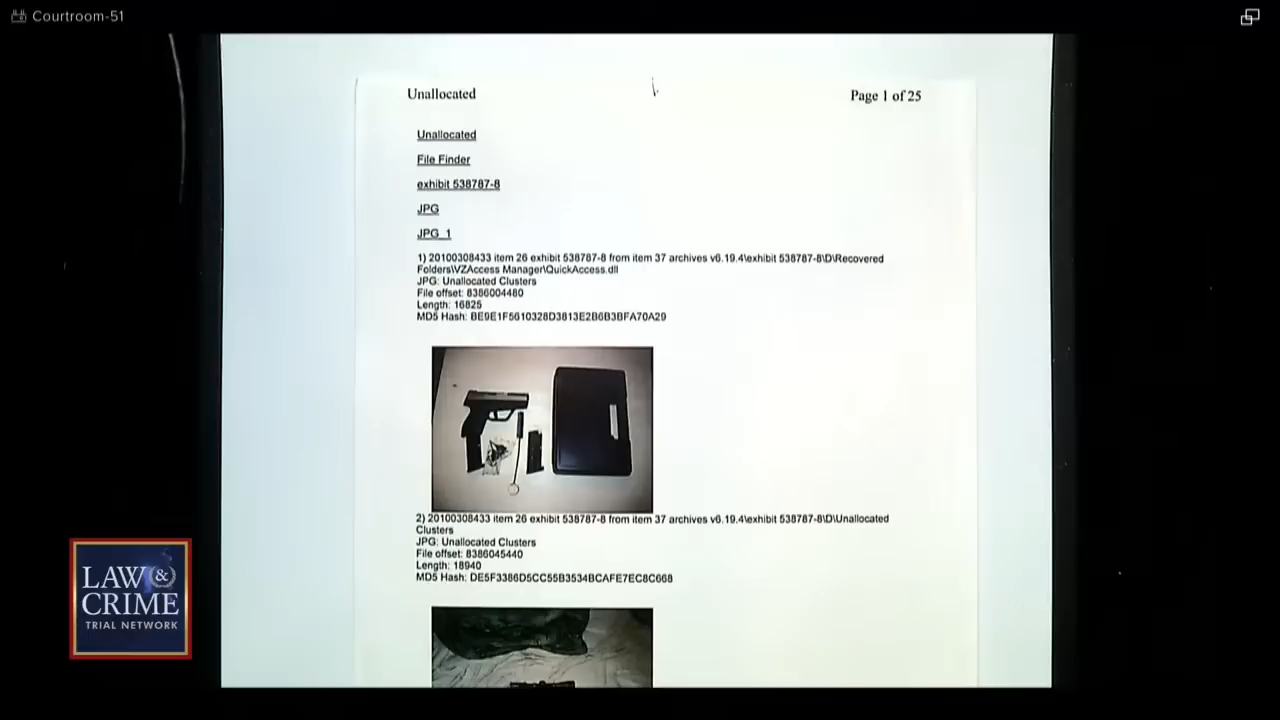 Courtroom-51
Unallocated
Page 1 of 25
Unallocated
File Finder
exhibit 538787-8
JPG
JPG_1
1) 20100308433 item 26 exhibit 538787-8 from item 37 archives v6.19.4\exhibit 538787-8\D\Recovered
Folders\VZAccess Manager\QuickAccess.dll
JPG: Unallocated Clusters
File offset: 8386004480
Length: 16825
MD5 Hash: BE9E1F5610328D3813E2B6B3BFA70A29
2) 20100308433 item 26 exhibit 538787-8 from item 37 archives v6.19.4\exhibit 538787-8\D\Unallocated
Clusters
JPG: Unallocated Clusters
File offset: 8386045440
Length: 18940
MD5 Hash: DE5F3386D5CC55B3534BCAFE7EC8C668
LAW &
CRIME
TRIAL NETWORK